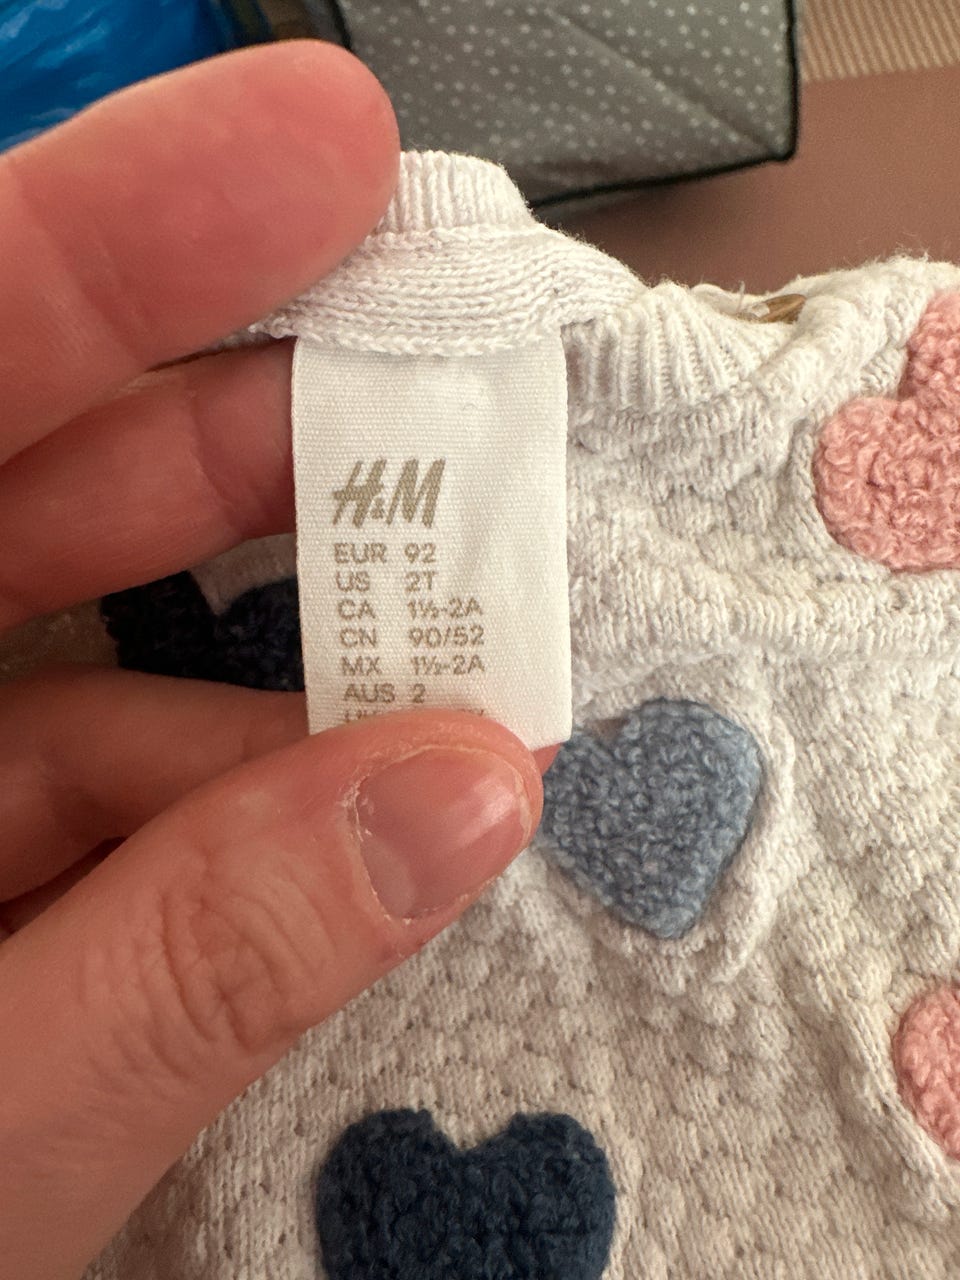 H&M
EUR 92
US 2T
CA 1½-2A
CN 90/52
MX 1½-2A
AUS 2